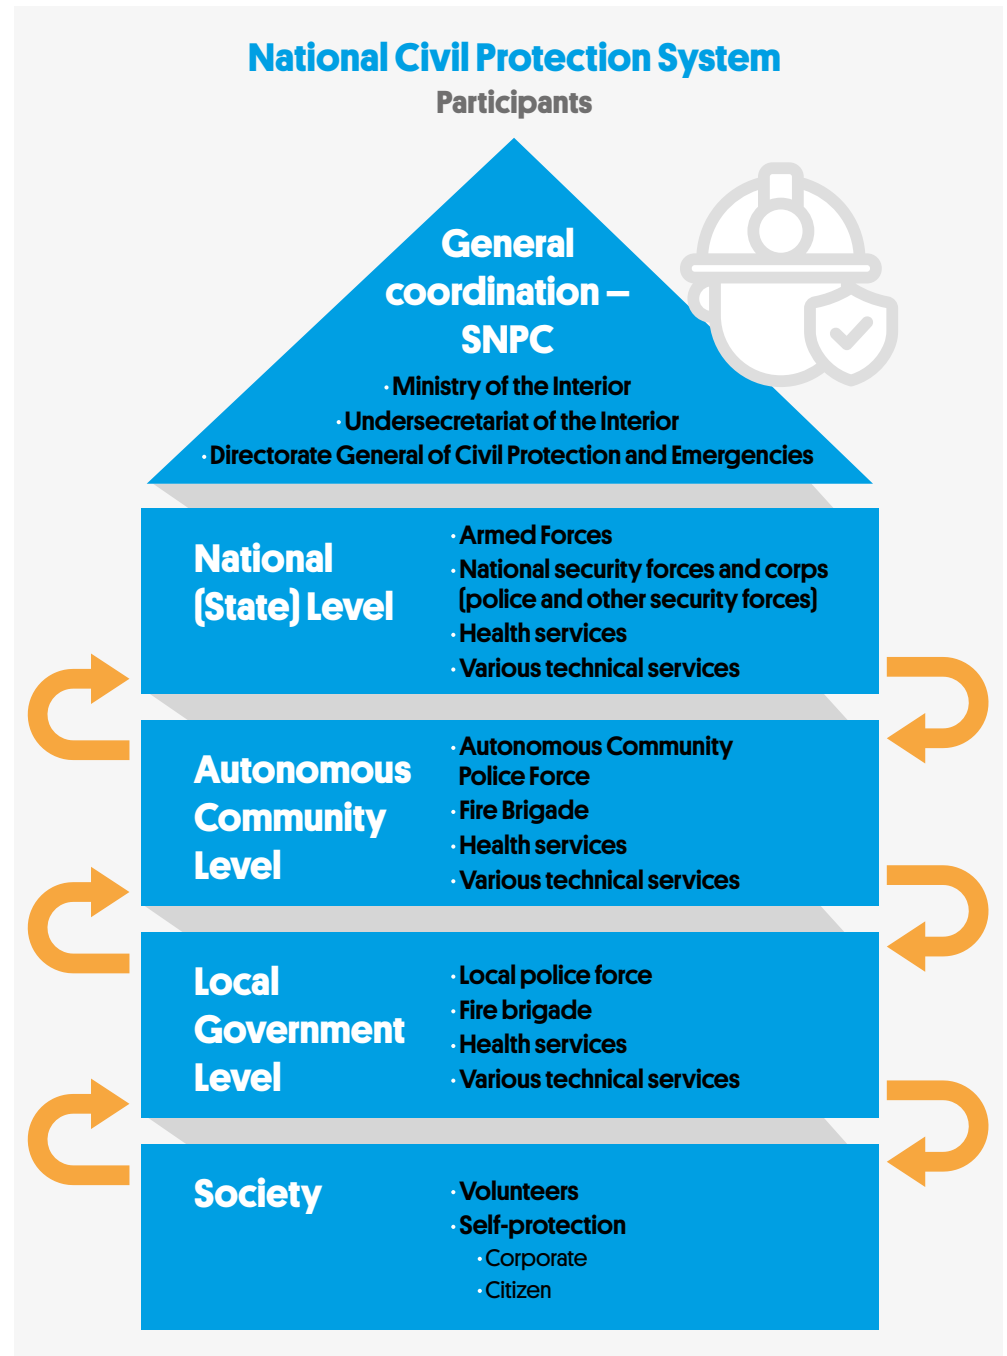 National Civil Protection System
Participants
General
coordination –
SNPC
· Ministry of the Interior
· Undersecretariat of the Interior
· Directorate General of Civil Protection and Emergencies
National
(State) Level
· Armed Forces
· National security forces and corps
(police and other security forces)
· Health services
· Various technical services
Autonomous
Community
Level
· Autonomous Community
Police Force
· Fire Brigade
· Health services
· Various technical services
Local
Government
Level
· Local police force
· Fire brigade
· Health services
· Various technical services
Society
· Volunteers
· Self-protection
· Corporate
· Citizen